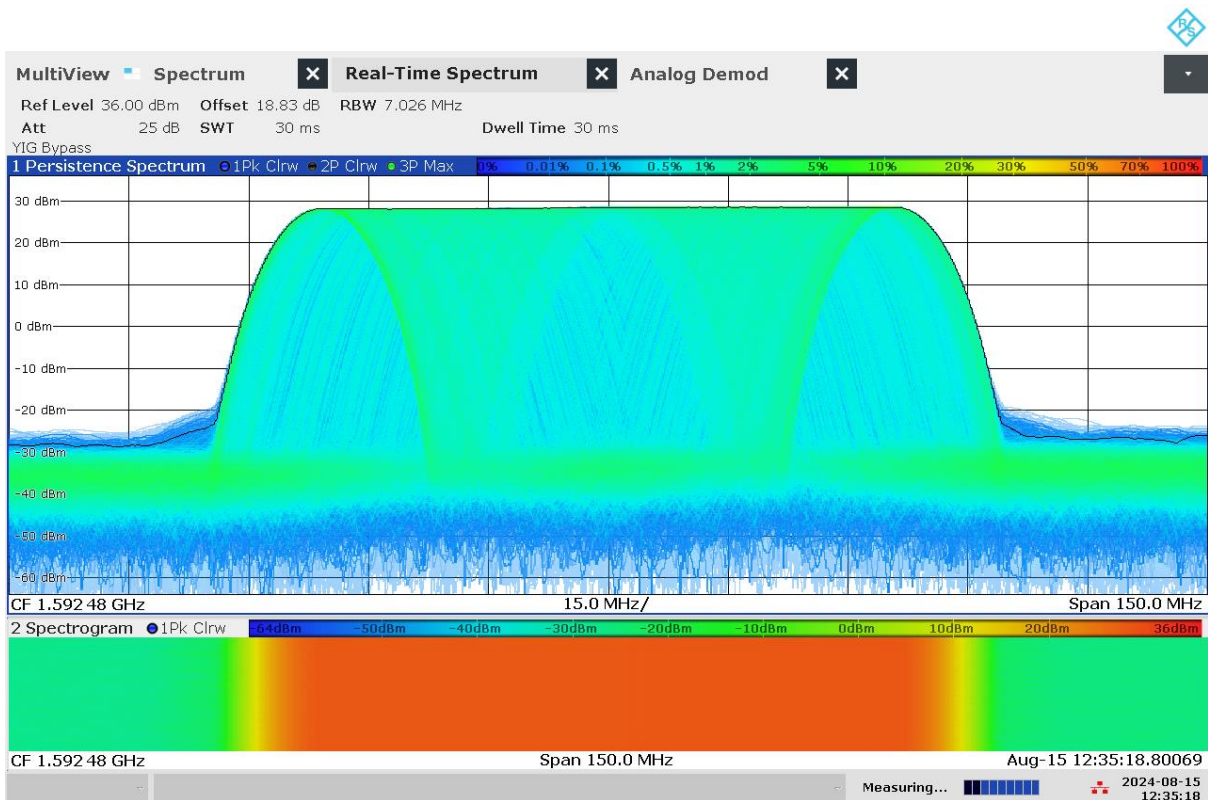 R&S
MultiView Spectrum X Real-Time Spectrum X Analog Demod X
Ref Level 36.00 dBm Offset 18.83 dB RBW 7.026 MHz
Att 25 dB SWT 30 ms Dwell Time 30 ms
YIG Bypass
1 Persistence Spectrum 1Pk Clrw 2P Clrw 3P Max 0% 0.01% 0.1% 0.5% 1% 2% 5% 10% 20% 30% 50% 70% 100%
30 dBm
20 dBm
10 dBm
0 dBm
-10 dBm
-20 dBm
-30 dBm
-40 dBm
-50 dBm
-60 dBm
CF 1.592 48 GHz 15.0 MHz/ Span 150.0 MHz
2 Spectrogram 1Pk Clrw -64dBm -50dBm -40dBm -30dBm -20dBm -10dBm 0dBm 10dBm 20dBm 36dBm
CF 1.592 48 GHz Span 150.0 MHz Aug-15 12:35:18.80069
Measuring... 2024-08-15
12:35:18